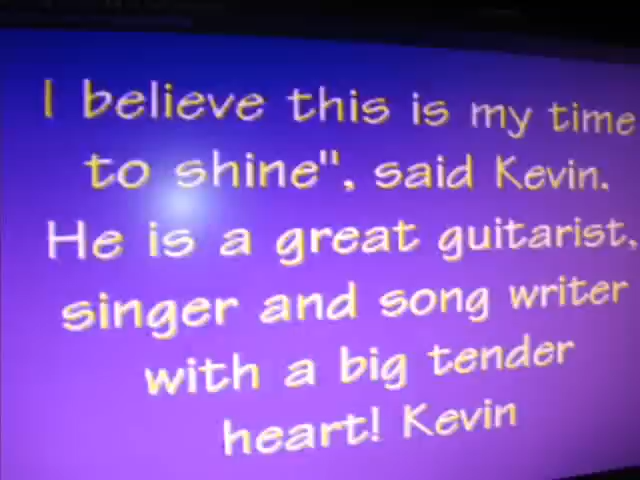 I believe this is my time
to shine", said Kevin.
He is a great guitarist,
singer and song writer
with a big tender
heart! Kevin